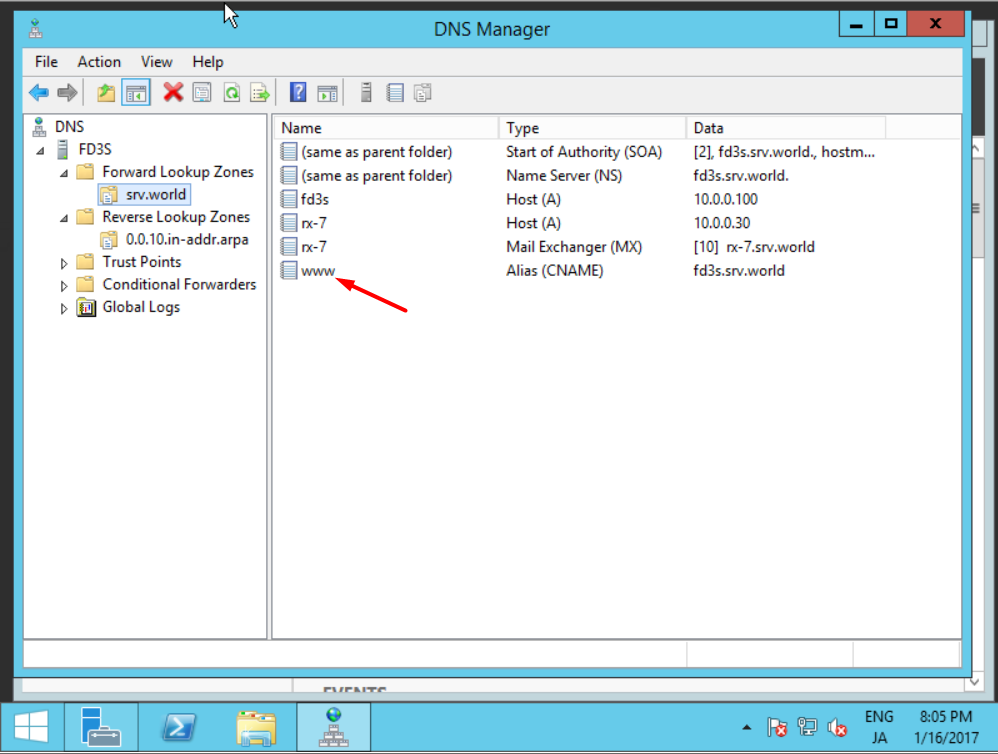 DNS Manager
File Action View Help
DNS
FD3S
Forward Lookup Zones
srv.world
Reverse Lookup Zones
0.0.10.in-addr.arpa
Trust Points
Conditional Forwarders
Global Logs
Name Type Data
(same as parent folder) Start of Authority (SOA) [2], fd3s.srv.world., hostm...
(same as parent folder) Name Server (NS) fd3s.srv.world.
fd3s Host (A) 10.0.0.100
rx-7 Host (A) 10.0.0.30
rx-7 Mail Exchanger (MX) [10] rx-7.srv.world
www Alias (CNAME) fd3s.srv.world
EVENTS
ENG 8:05 PM
JA 1/16/2017